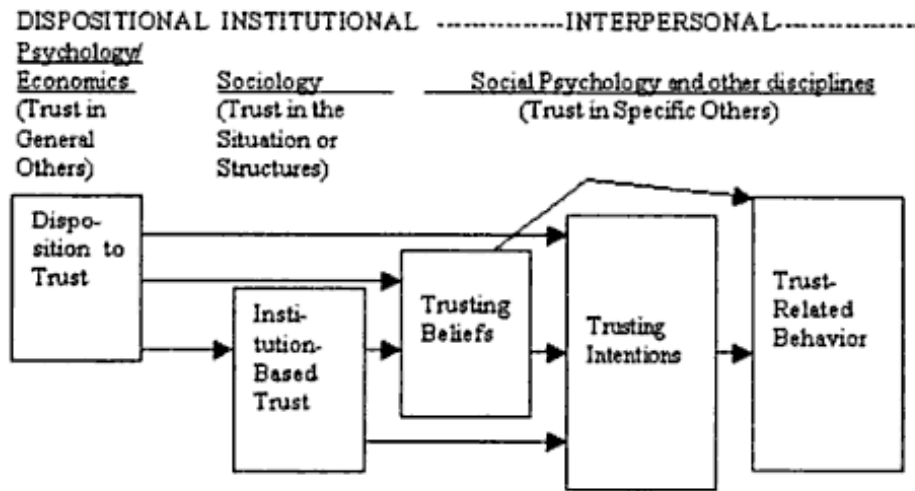 DISPOSITIONAL INSTITUTIONAL -------------INTERPERSONAL-------------
Psychology/
Economics Sociology Social Psychology and other disciplines
(Trust in (Trust in the (Trust in Specific Others)
General Situation or
Others) Structures)
Dispo-
sition to
Trust
Insti-
tution-
Based
Trust
Trusting
Beliefs
Trusting
Intentions
Trust-
Related
Behavior